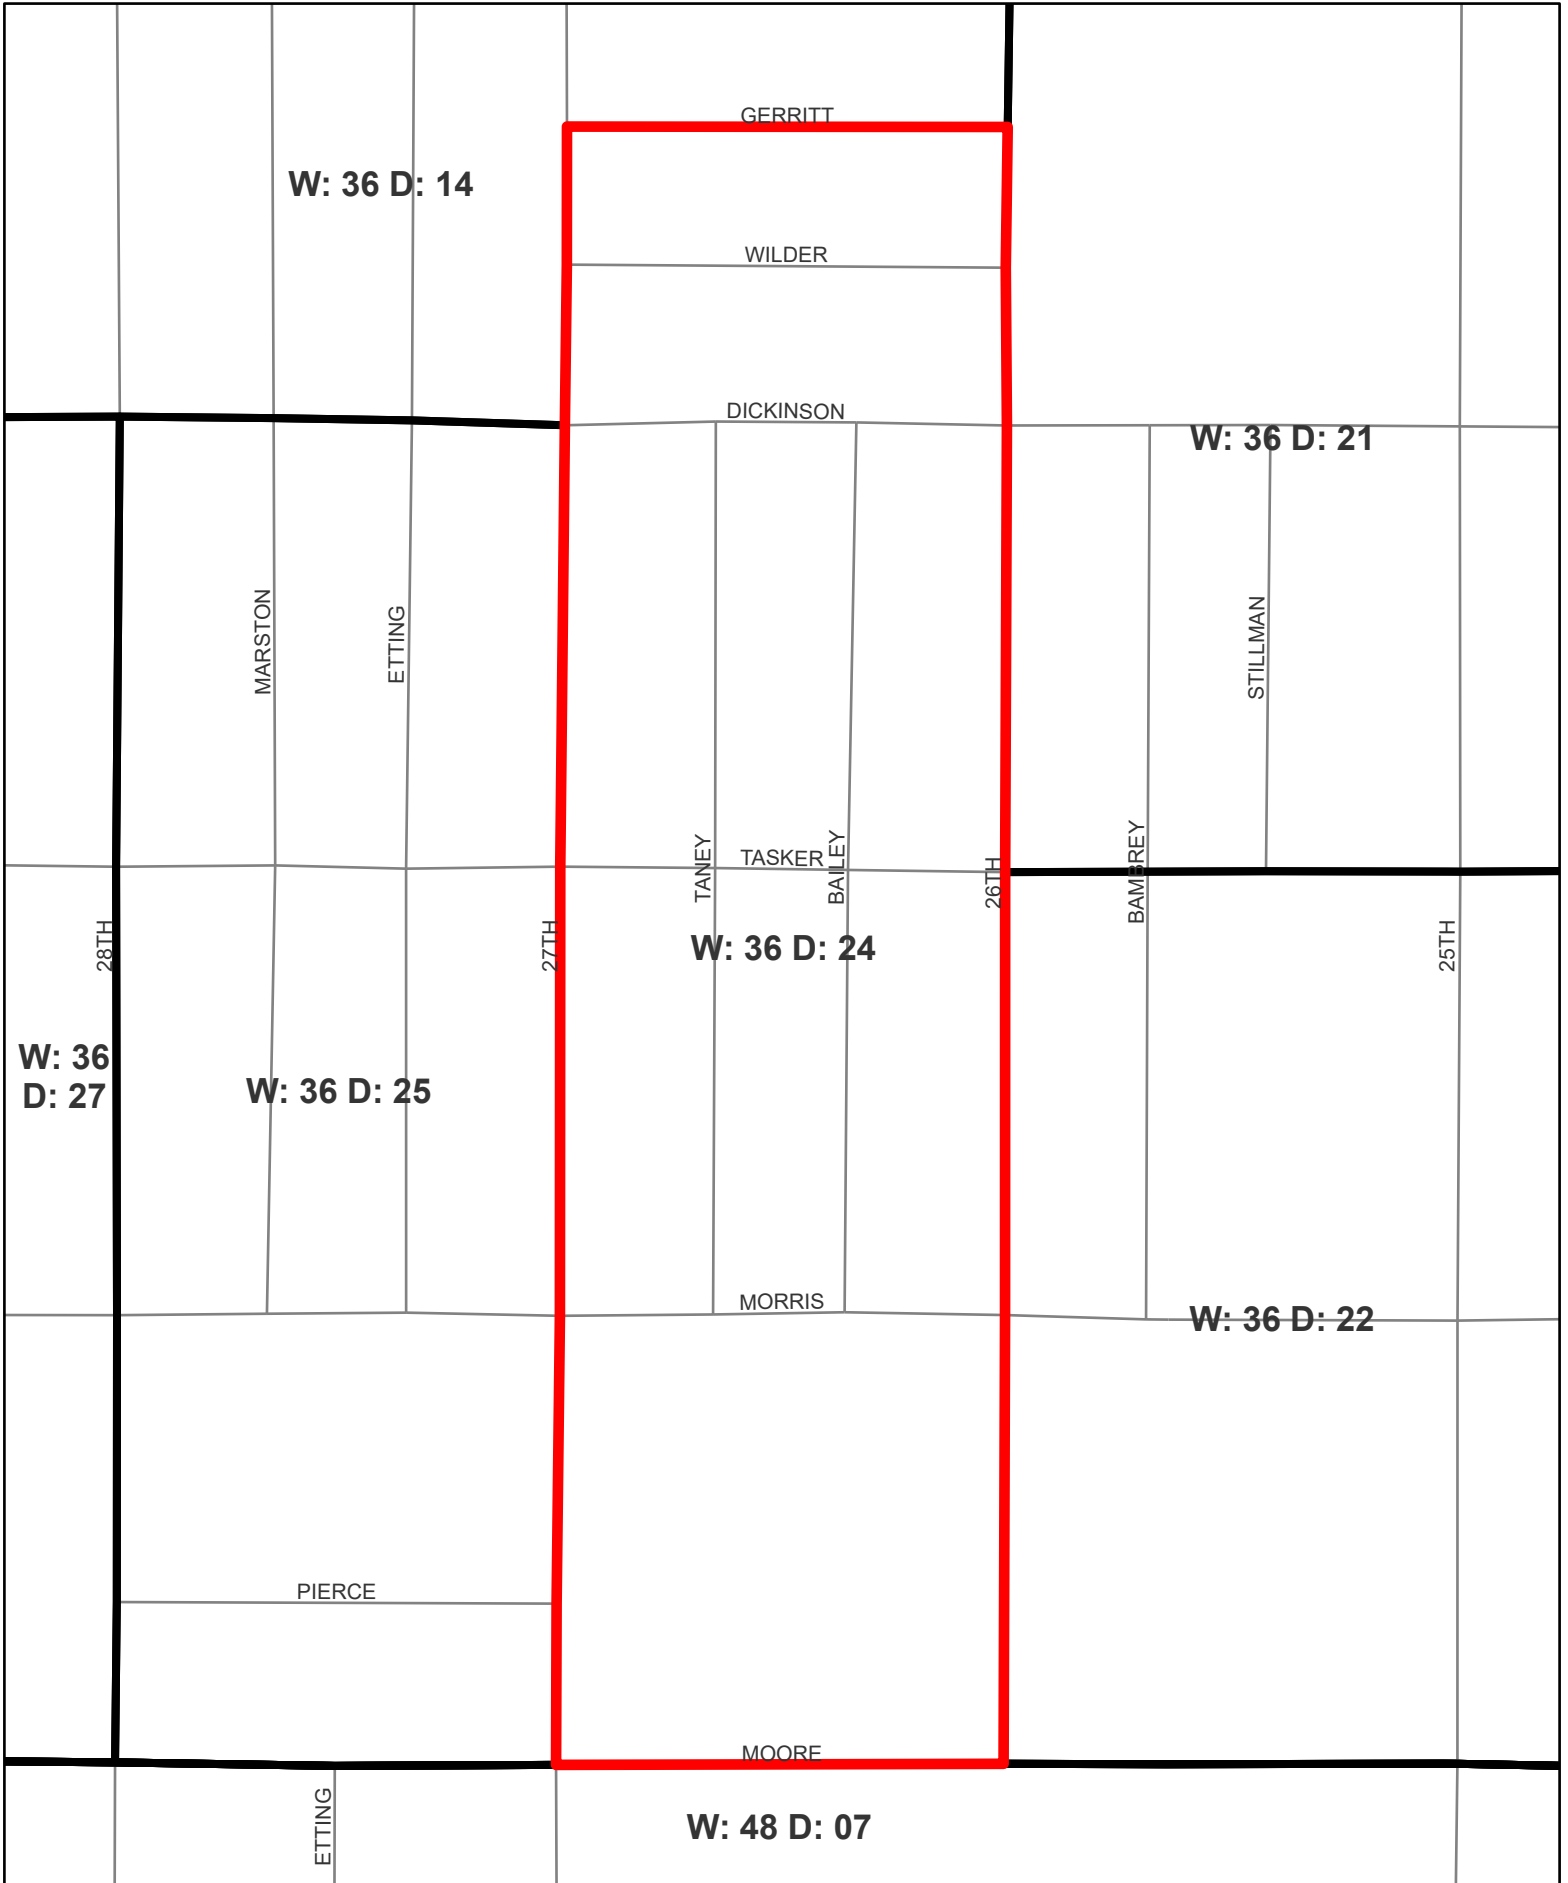 GERRITT
W: 36 D: 14
WILDER
DICKINSON
W: 36 D: 21
MARSTON
ETTING
STILLMAN
TANEY
TASKER
BAILEY
26TH
BAMBREY
28TH
27TH
W: 36 D: 24
25TH
W: 36
D: 27
W: 36 D: 25
MORRIS
W: 36 D: 22
PIERCE
MOORE
ETTING
W: 48 D: 07